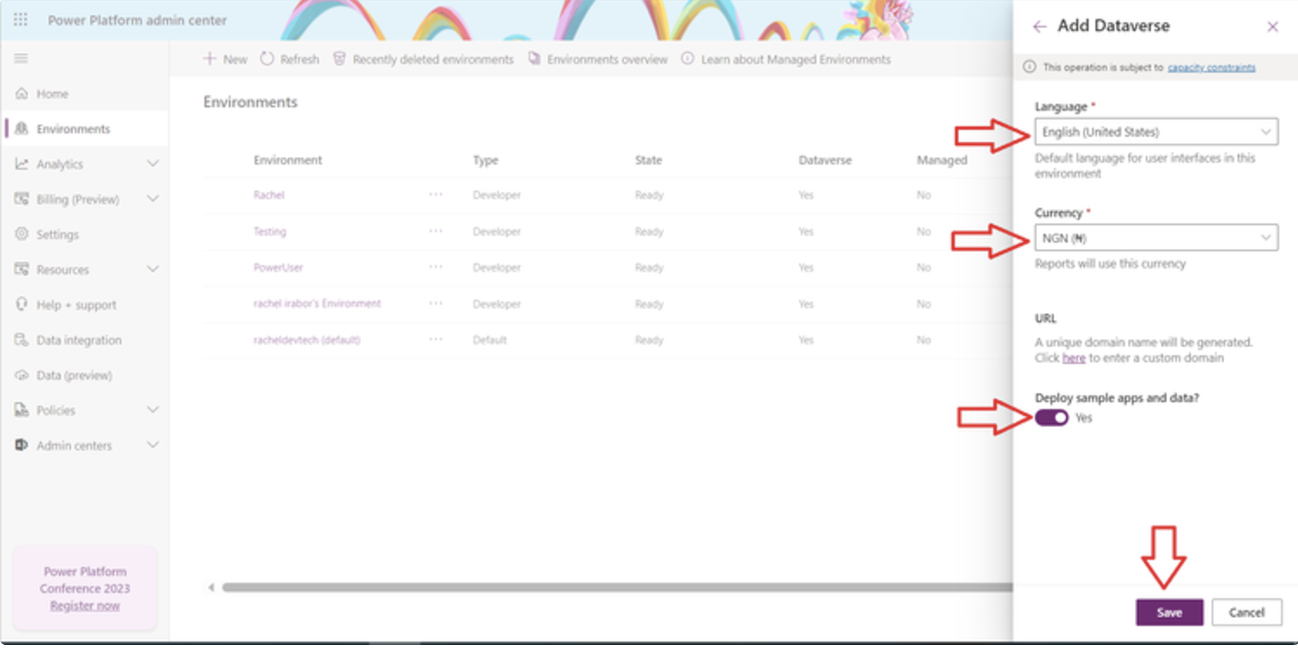 Power Platform admin center
New Refresh Recently deleted environments Environments overview Learn about Managed Environments
Home
Environments
Analytics
Billing (Preview)
Settings
Resources
Help + support
Data integration
Data (preview)
Policies
Admin centers
Power Platform
Conference 2023
Register now
Environments
Environment Type State Dataverse Managed
Rachel ... Developer Ready Yes No
Testing ... Developer Ready Yes No
PowerUser ... Developer Ready Yes No
rachel irabor's Environment ... Developer Ready Yes No
racheldevtech (default) ... Default Ready Yes No
Add Dataverse
This operation is subject to capacity constraints
Language *
English (United States)
Default language for user interfaces in this
environment
Currency *
NGN (₦)
Reports will use this currency
URL
A unique domain name will be generated.
Click here to enter a custom domain
Deploy sample apps and data?
Yes
Save Cancel